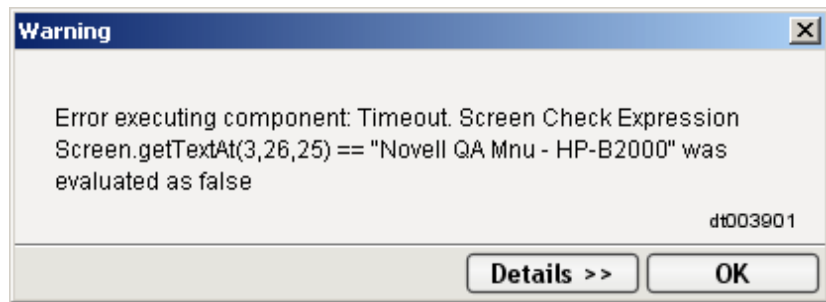 Warning
Error executing component: Timeout. Screen Check Expression
Screen.getTextAt(3,26,25) == "Novell QA Mnu - HP-B2000" was
evaluated as false
dt003901
Details >> OK